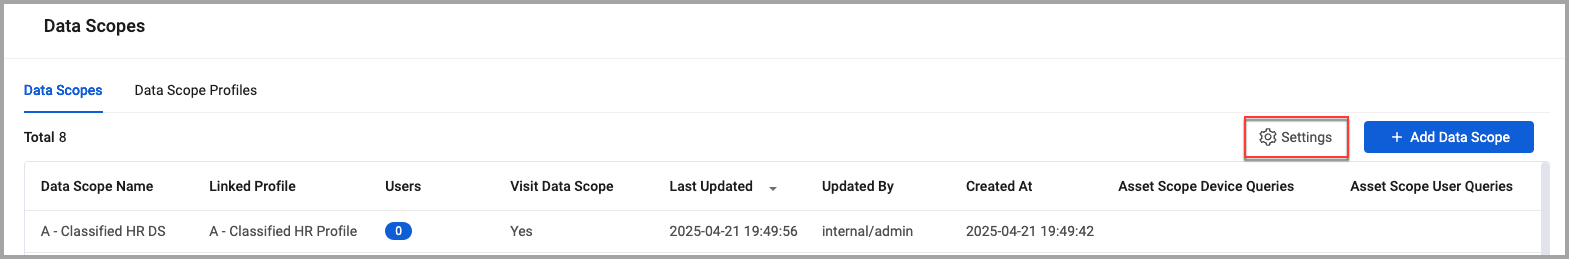 Data Scopes
Data Scopes Data Scope Profiles
Total 8 Settings + Add Data Scope
Data Scope Name Linked Profile Users Visit Data Scope Last Updated Updated By Created At Asset Scope Device Queries Asset Scope User Queries
A - Classified HR DS A - Classified HR Profile 0 Yes 2025-04-21 19:49:56 internal/admin 2025-04-21 19:49:42